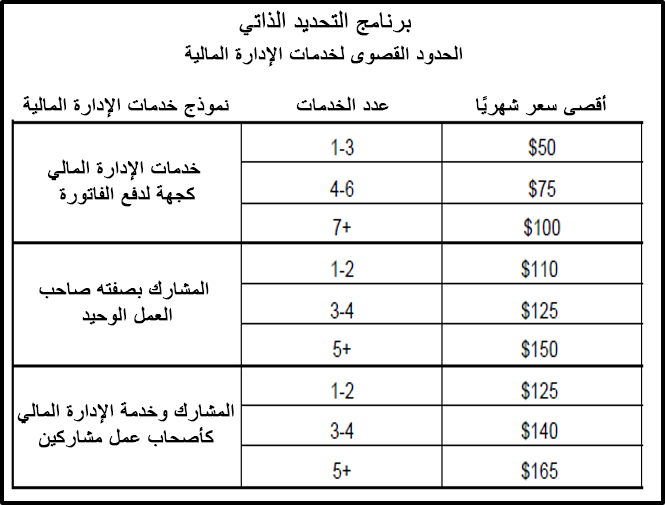 برنامج التحديد الذاتي
الحدود القصوى لخدمات الإدارة المالية
نموذج خدمات الإدارة المالية عدد الخدمات أقصى سعر شهريًا
خدمات الإدارة المالي
كجهة لدفع الفاتورة
1-3 $50
4-6 $75
7+ $100
المشارك بصفته صاحب
العمل الوحيد
1-2 $110
3-4 $125
5+ $150
المشارك وخدمة الإدارة المالي
كأصحاب عمل مشاركين
1-2 $125
3-4 $140
5+ $165